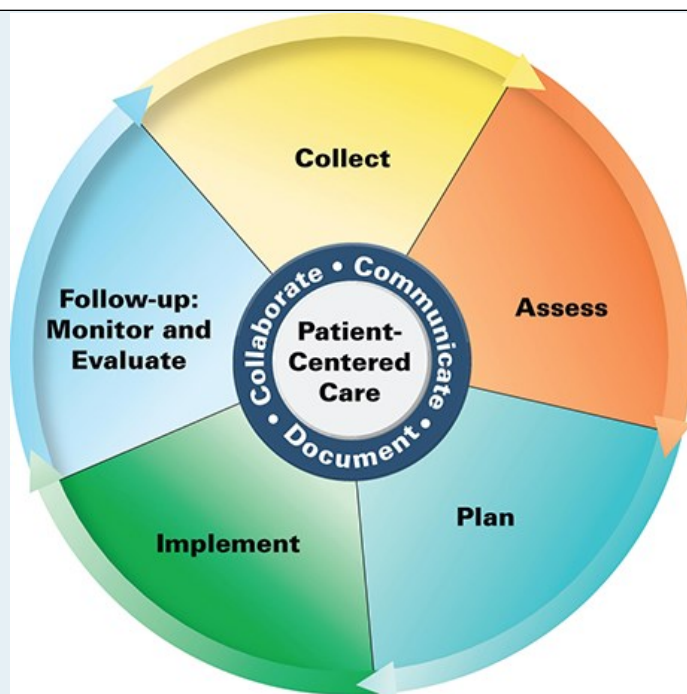 Collect
Assess
Plan
Implement
Follow-up:
Monitor and
Evaluate
Collaborate • Communicate • Document •
Patient-
Centered
Care